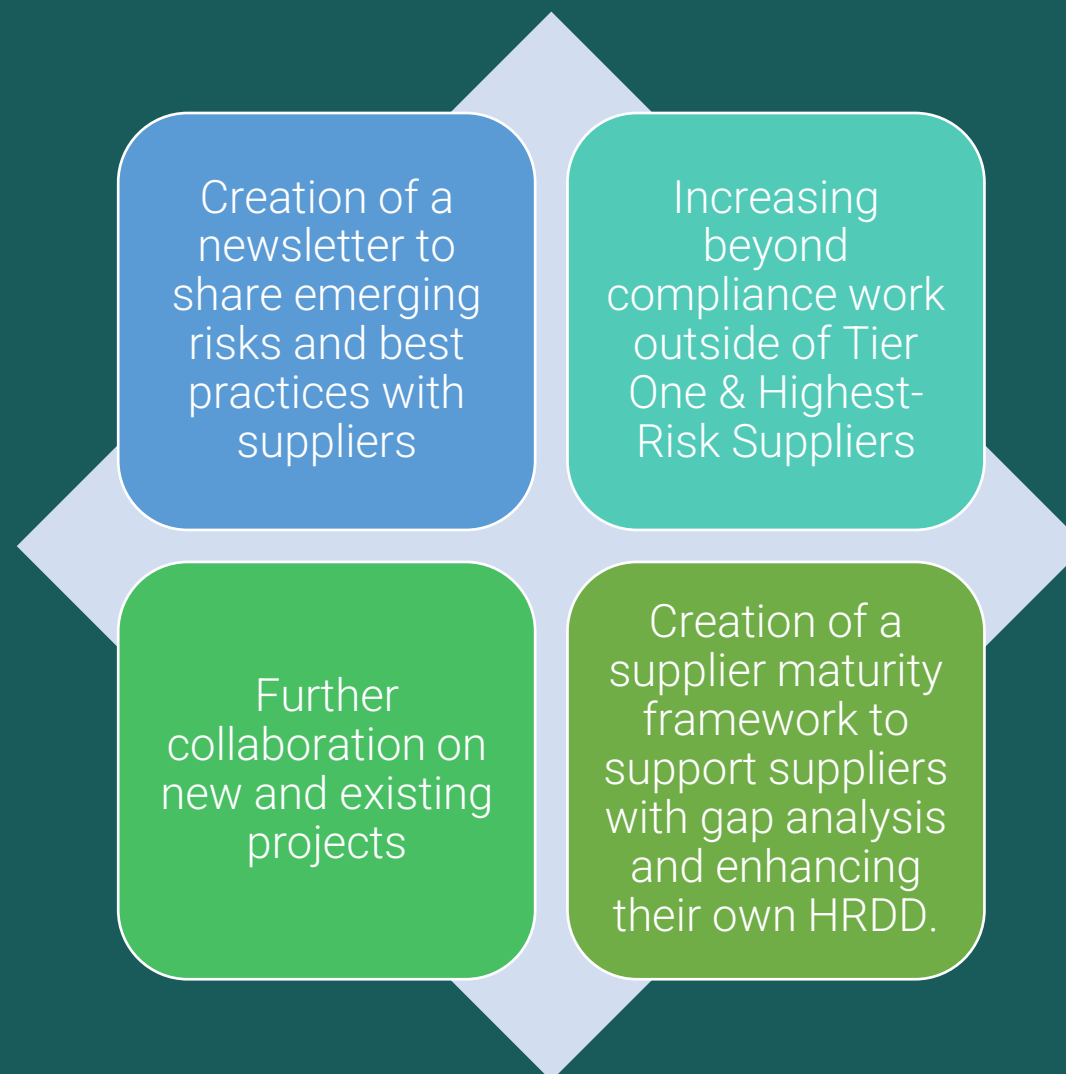 Creation of a
newsletter to
share emerging
risks and best
practices with
suppliers
Increasing
beyond
compliance work
outside of Tier
One & Highest-
Risk Suppliers
Further
collaboration on
new and existing
projects
Creation of a
supplier maturity
framework to
support suppliers
with gap analysis
and enhancing
their own HRDD.